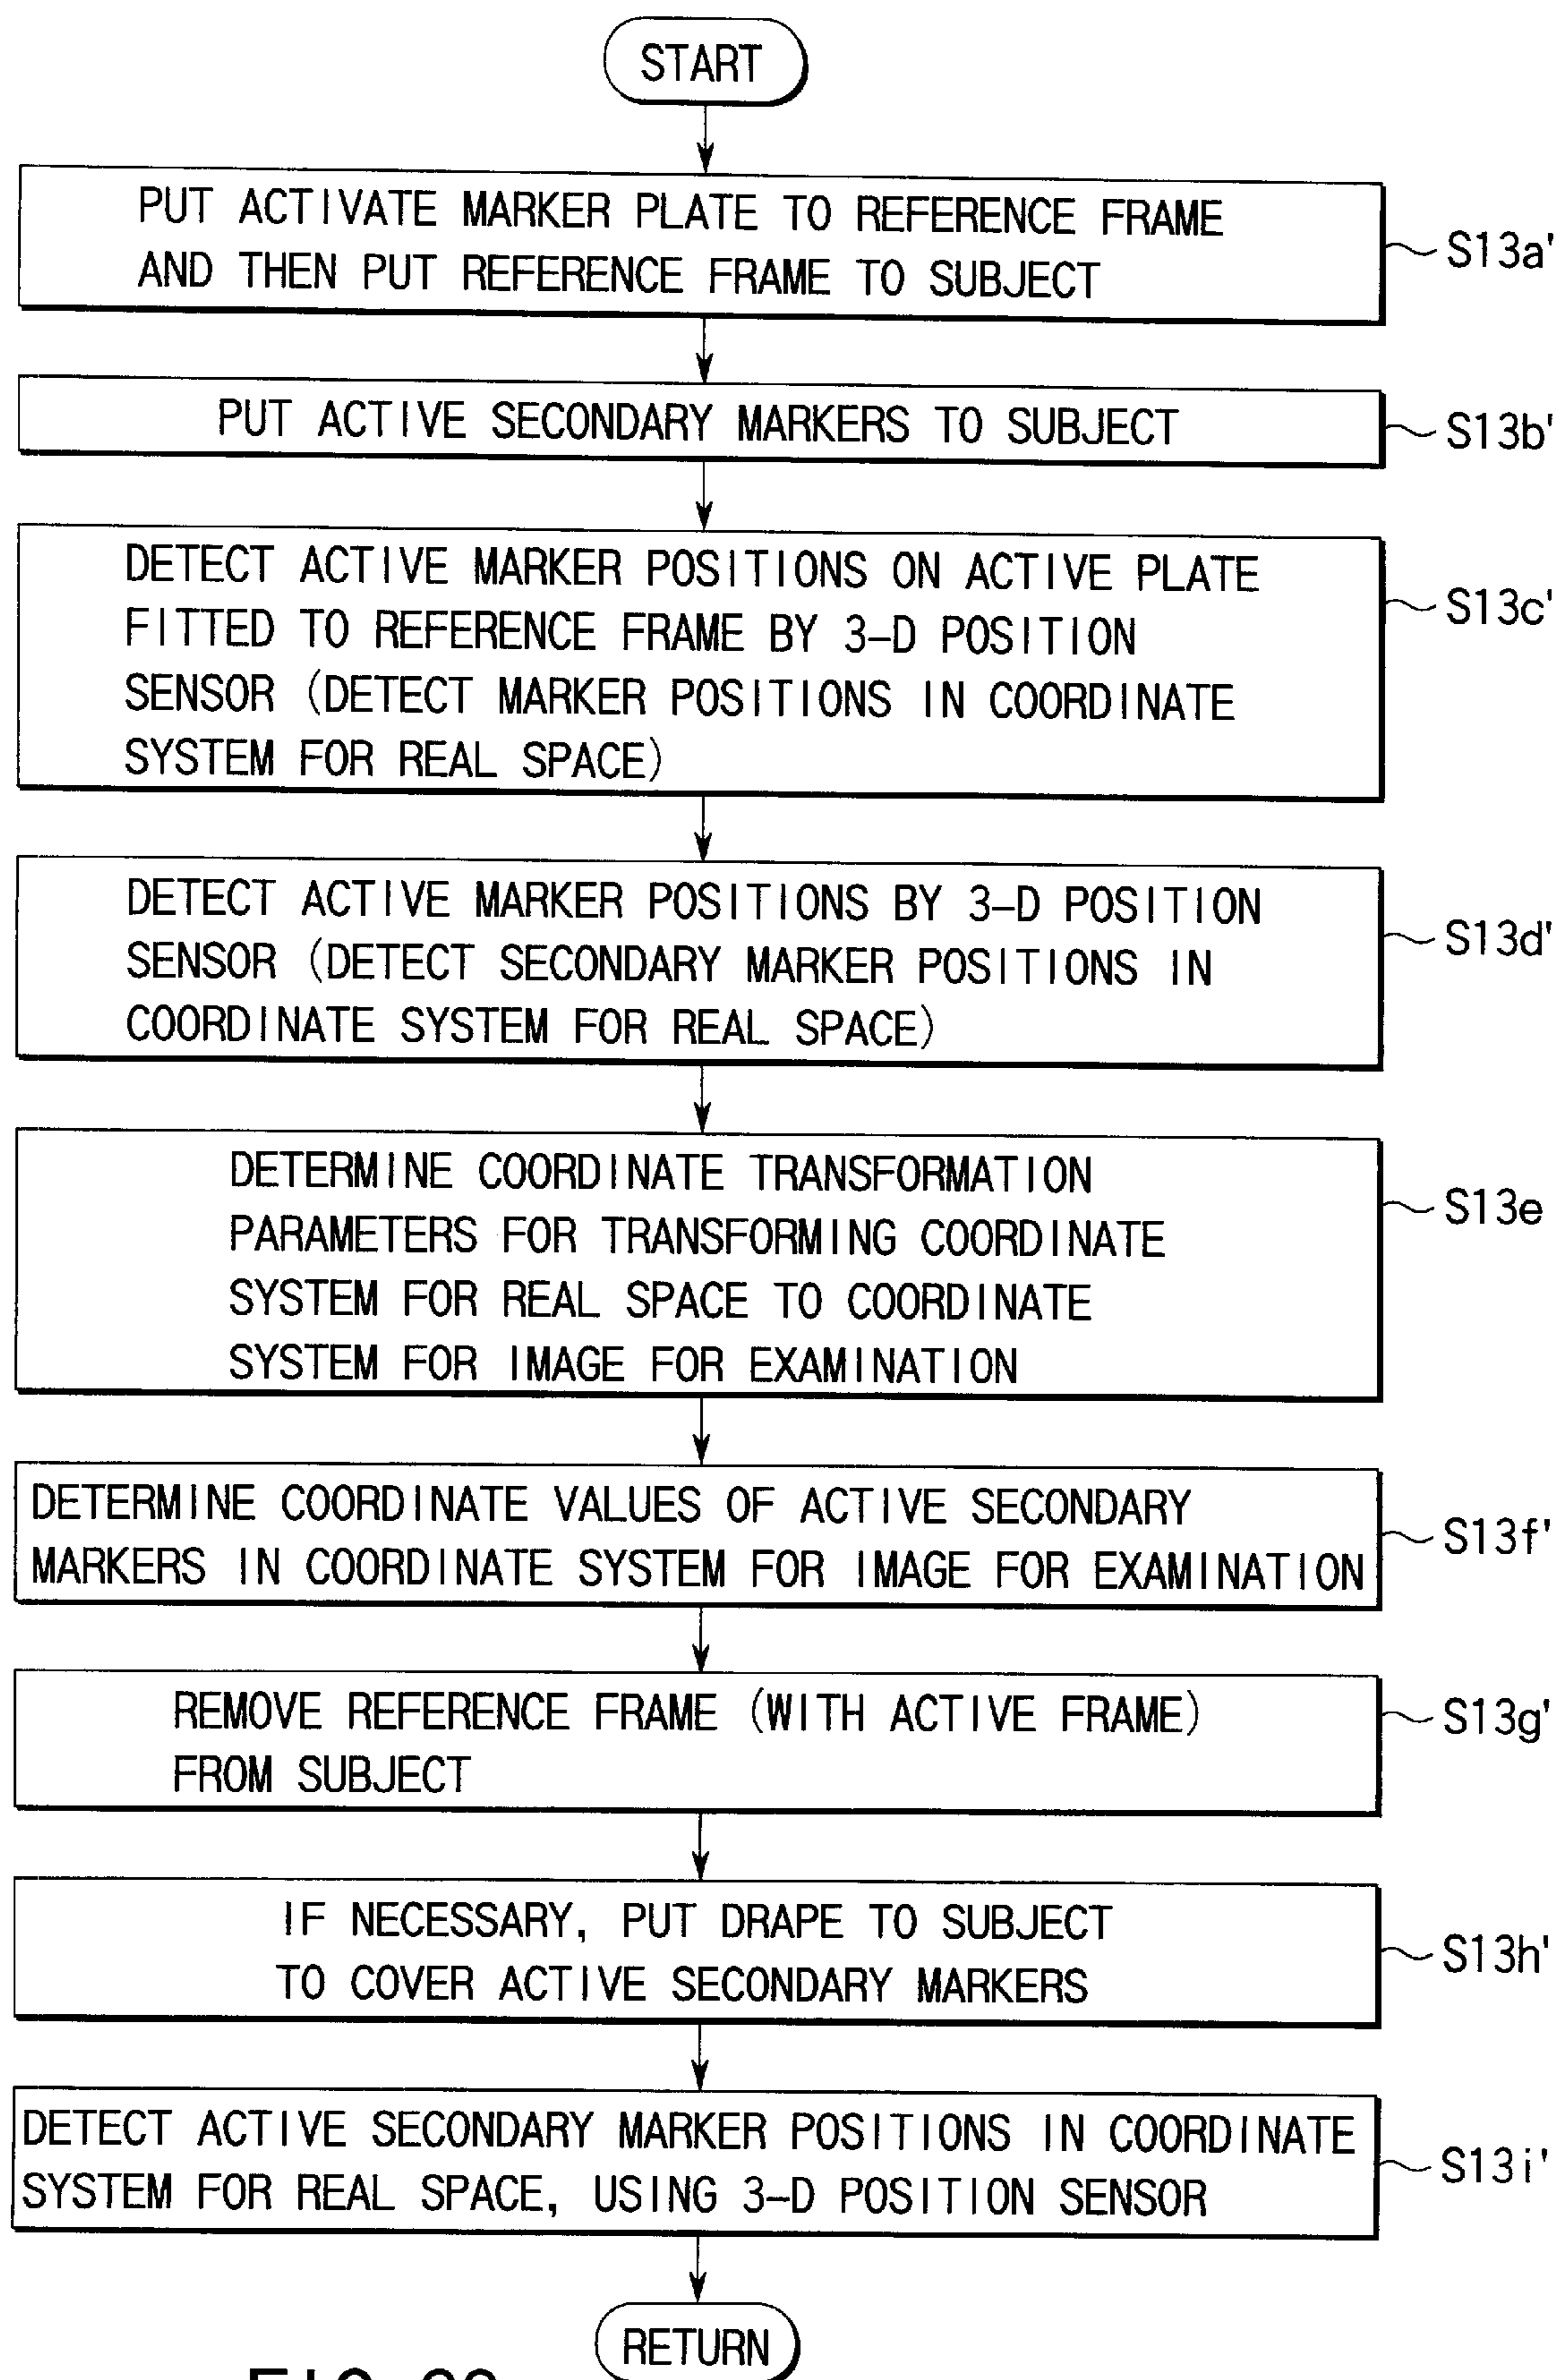 START
PUT ACTIVATE MARKER PLATE TO REFERENCE FRAME
AND THEN PUT REFERENCE FRAME TO SUBJECT
S13a'
PUT ACTIVE SECONDARY MARKERS TO SUBJECT
S13b'
DETECT ACTIVE MARKER POSITIONS ON ACTIVE PLATE
FITTED TO REFERENCE FRAME BY 3-D POSITION
SENSOR (DETECT MARKER POSITIONS IN COORDINATE
SYSTEM FOR REAL SPACE)
S13c'
DETECT ACTIVE MARKER POSITIONS BY 3-D POSITION
SENSOR (DETECT SECONDARY MARKER POSITIONS IN
COORDINATE SYSTEM FOR REAL SPACE)
S13d'
DETERMINE COORDINATE TRANSFORMATION
PARAMETERS FOR TRANSFORMING COORDINATE
SYSTEM FOR REAL SPACE TO COORDINATE
SYSTEM FOR IMAGE FOR EXAMINATION
S13e
DETERMINE COORDINATE VALUES OF ACTIVE SECONDARY
MARKERS IN COORDINATE SYSTEM FOR IMAGE FOR EXAMINATION
S13f'
REMOVE REFERENCE FRAME (WITH ACTIVE FRAME)
FROM SUBJECT
S13g'
IF NECESSARY, PUT DRAPE TO SUBJECT
TO COVER ACTIVE SECONDARY MARKERS
S13h'
DETECT ACTIVE SECONDARY MARKER POSITIONS IN COORDINATE
SYSTEM FOR REAL SPACE, USING 3-D POSITION SENSOR
S13i'
RETURN